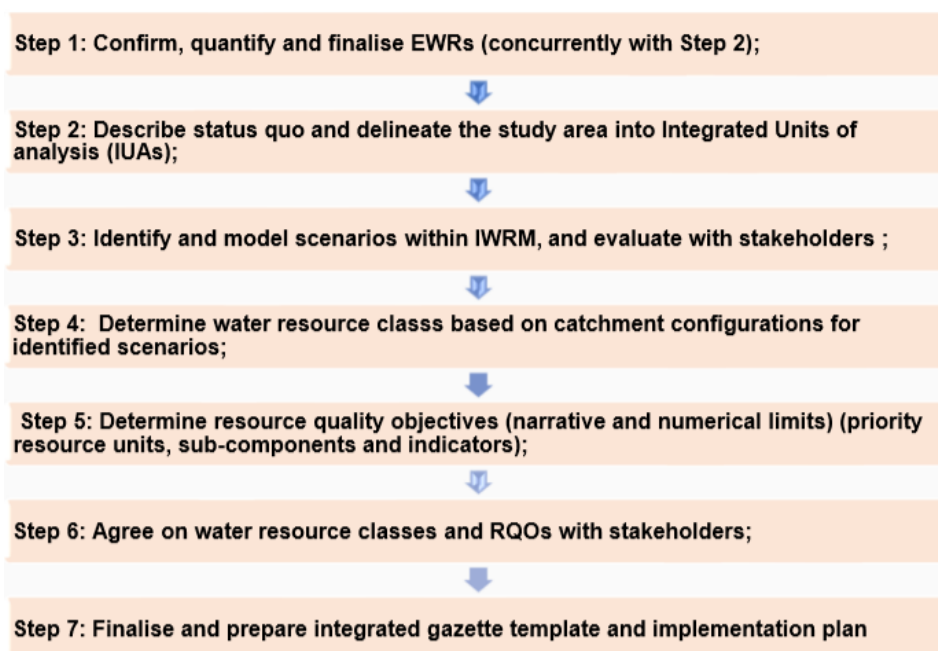 Step 1: Confirm, quantify and finalise EWRs (concurrently with Step 2);
Step 2: Describe status quo and delineate the study area into Integrated Units of
analysis (IUAs);
Step 3: Identify and model scenarios within IWRM, and evaluate with stakeholders ;
Step 4: Determine water resource classs based on catchment configurations for
identified scenarios;
Step 5: Determine resource quality objectives (narrative and numerical limits) (priority
resource units, sub-components and indicators);
Step 6: Agree on water resource classes and RQOs with stakeholders;
Step 7: Finalise and prepare integrated gazette template and implementation plan